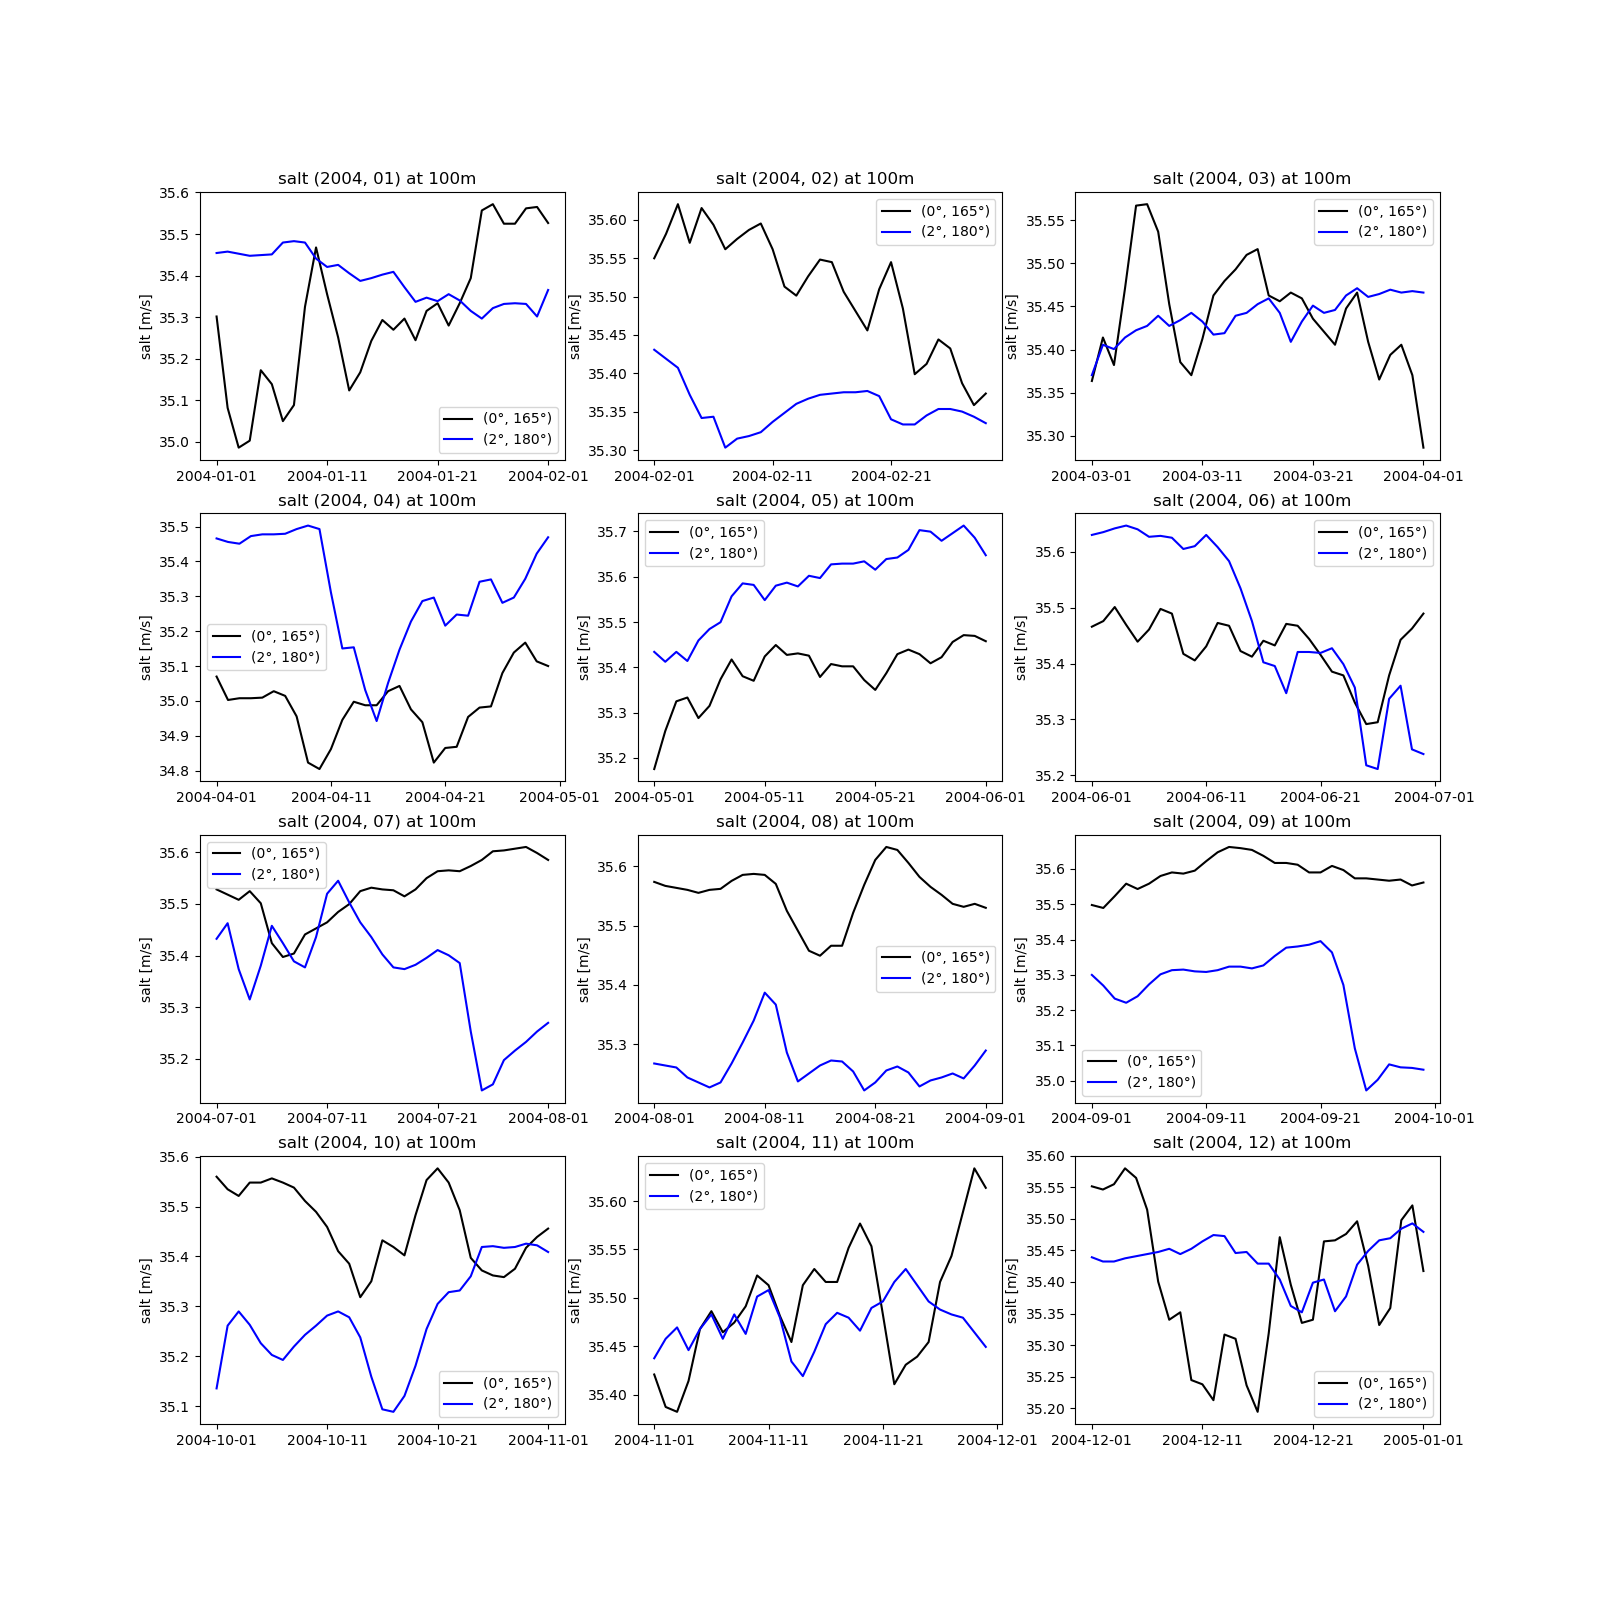 salt (2004, 01) at 100m
salt [m/s]
35.6
35.5
35.4
35.3
35.2
35.1
35.0
(0°, 165°)
(2°, 180°)
2004-01-01 2004-01-11 2004-01-21 2004-02-01
salt (2004, 02) at 100m
salt [m/s]
35.60
35.55
35.50
35.45
35.40
35.35
35.30
(0°, 165°)
(2°, 180°)
2004-02-01 2004-02-11 2004-02-21
salt (2004, 03) at 100m
salt [m/s]
35.55
35.50
35.45
35.40
35.35
35.30
(0°, 165°)
(2°, 180°)
2004-03-01 2004-03-11 2004-03-21 2004-04-01
salt (2004, 04) at 100m
salt [m/s]
35.5
35.4
35.3
35.2
35.1
35.0
34.9
34.8
(0°, 165°)
(2°, 180°)
2004-04-01 2004-04-11 2004-04-21 2004-05-01
salt (2004, 05) at 100m
salt [m/s]
35.7
35.6
35.5
35.4
35.3
35.2
(0°, 165°)
(2°, 180°)
2004-05-01 2004-05-11 2004-05-21 2004-06-01
salt (2004, 06) at 100m
salt [m/s]
35.6
35.5
35.4
35.3
35.2
(0°, 165°)
(2°, 180°)
2004-06-01 2004-06-11 2004-06-21 2004-07-01
salt (2004, 07) at 100m
salt [m/s]
35.6
35.5
35.4
35.3
35.2
(0°, 165°)
(2°, 180°)
2004-07-01 2004-07-11 2004-07-21 2004-08-01
salt (2004, 08) at 100m
salt [m/s]
35.6
35.5
35.4
35.3
(0°, 165°)
(2°, 180°)
2004-08-01 2004-08-11 2004-08-21 2004-09-01
salt (2004, 09) at 100m
salt [m/s]
35.6
35.5
35.4
35.3
35.2
35.1
35.0
(0°, 165°)
(2°, 180°)
2004-09-01 2004-09-11 2004-09-21 2004-10-01
salt (2004, 10) at 100m
salt [m/s]
35.6
35.5
35.4
35.3
35.2
35.1
(0°, 165°)
(2°, 180°)
2004-10-01 2004-10-11 2004-10-21 2004-11-01
salt (2004, 11) at 100m
salt [m/s]
35.60
35.55
35.50
35.45
35.40
(0°, 165°)
(2°, 180°)
2004-11-01 2004-11-11 2004-11-21 2004-12-01
salt (2004, 12) at 100m
salt [m/s]
35.60
35.55
35.50
35.45
35.40
35.35
35.30
35.25
35.20
(0°, 165°)
(2°, 180°)
2004-12-01 2004-12-11 2004-12-21 2005-01-01